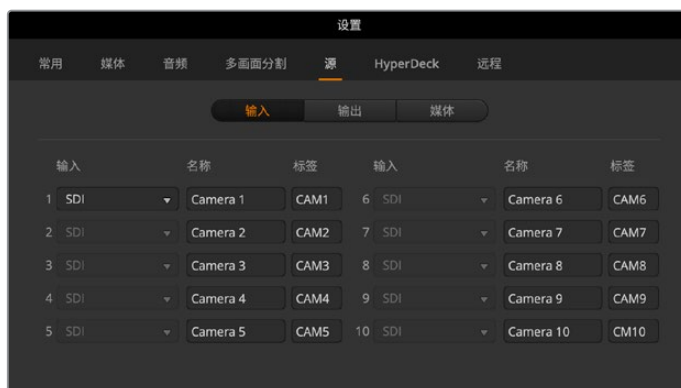 设置
常用 媒体 音频 多画面分割 源 HyperDeck 远程
输入 输出 媒体
输入 名称 标签 输入 名称 标签
1 SDI Camera 1 CAM1 6 SDI Camera 6 CAM6
2 SDI Camera 2 CAM2 7 SDI Camera 7 CAM7
3 SDI Camera 3 CAM3 8 SDI Camera 8 CAM8
4 SDI Camera 4 CAM4 9 SDI Camera 9 CAM9
5 SDI Camera 5 CAM5 10 SDI Camera 10 CM10